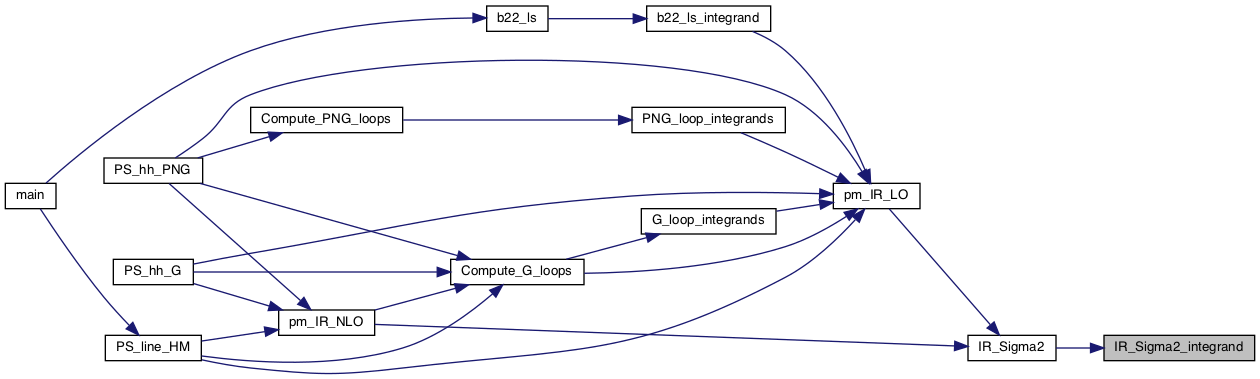 b22_ls
b22_ls_integrand
Compute_PNG_loops
PNG_loop_integrands
PS_hh_PNG
main
pm_IR_LO
G_loop_integrands
PS_hh_G
Compute_G_loops
pm_IR_NLO
PS_line_HM
IR_Sigma2
IR_Sigma2_integrand